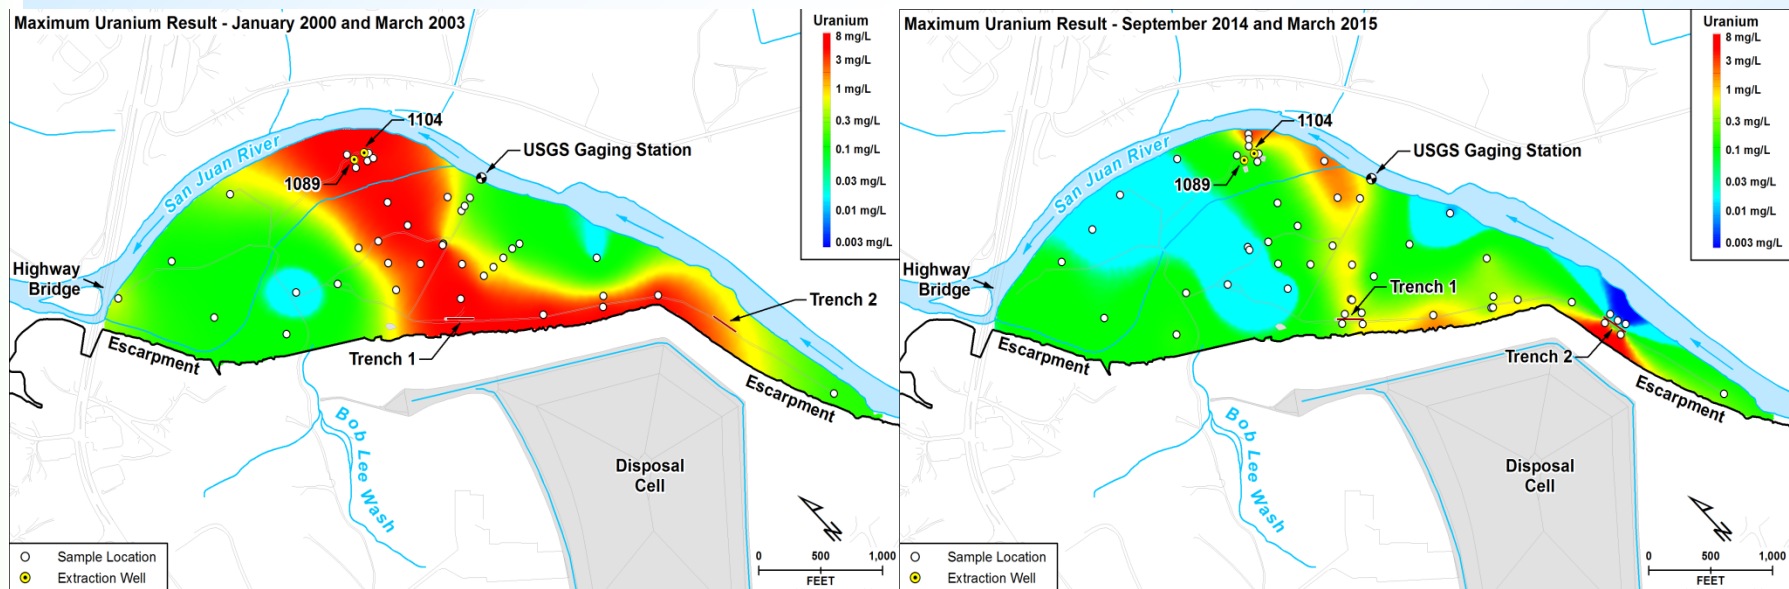 Maximum Uranium Result - January 2000 and March 2003
Uranium
8 mg/L
3 mg/L
1 mg/L
0.3 mg/L
0.1 mg/L
0.03 mg/L
0.01 mg/L
0.003 mg/L
1104
San Juan River
USGS Gaging Station
1089
Highway
Bridge
Trench 2
Trench 1
Escarpment
Escarpment
Bob Lee Wash
Disposal
Cell
N
Sample Location
Extraction Well
0 500 1,000
FEET
Maximum Uranium Result - September 2014 and March 2015
Uranium
8 mg/L
3 mg/L
1 mg/L
0.3 mg/L
0.1 mg/L
0.03 mg/L
0.01 mg/L
0.003 mg/L
1104
San Juan River
USGS Gaging Station
1089
Highway
Bridge
Trench 1
Trench 2
Escarpment
Escarpment
Bob Lee Wash
Disposal
Cell
N
Sample Location
Extraction Well
0 500 1,000
FEET